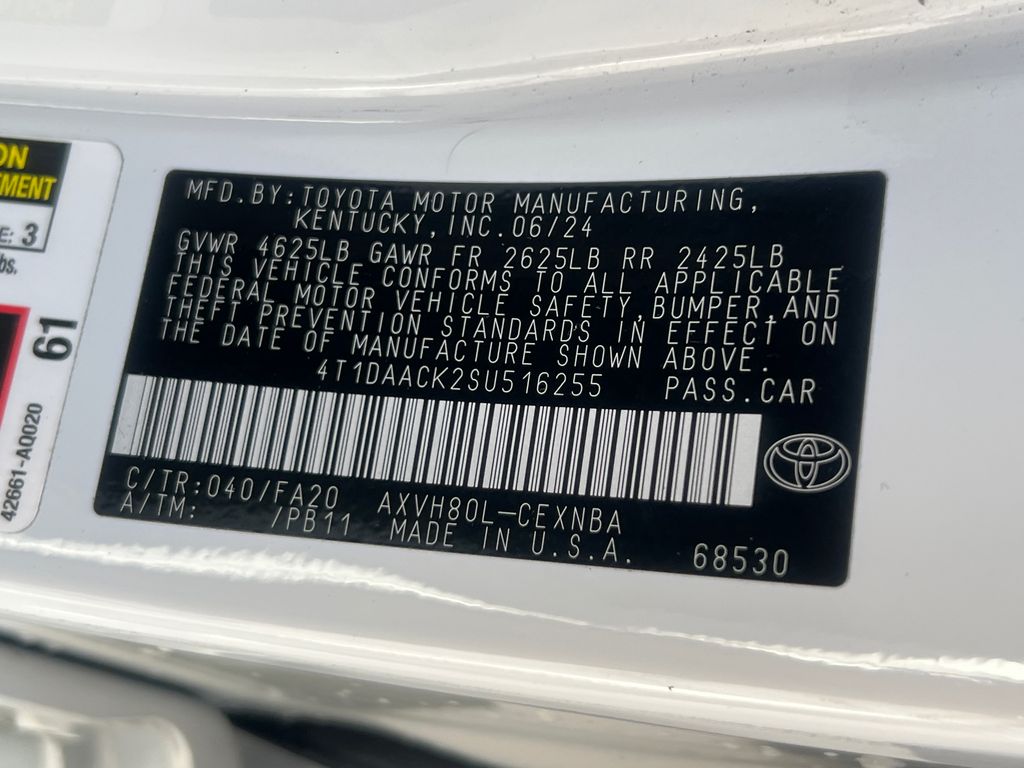 ON
EMENT
E: 3
bs.
61
42661-AQ020
MFD.BY:TOYOTA MOTOR MANUFACTURING,
KENTUCKY,INC.06/24
GVWR 4625LB GAWR FR 2625LB RR 2425LB
THIS VEHICLE CONFORMS TO ALL APPLICABLE
FEDERAL MOTOR VEHICLE SAFETY,BUMPER,AND
THEFT PREVENTION STANDARDS IN EFFECT ON
THE DATE OF MANUFACTURE SHOWN ABOVE.
4T1DAACK2SU516255 PASS.CAR
C/TR:040/FA20 AXVH80L-CEXNBA
A/TM: /PB11 MADE IN U.S.A. 68530